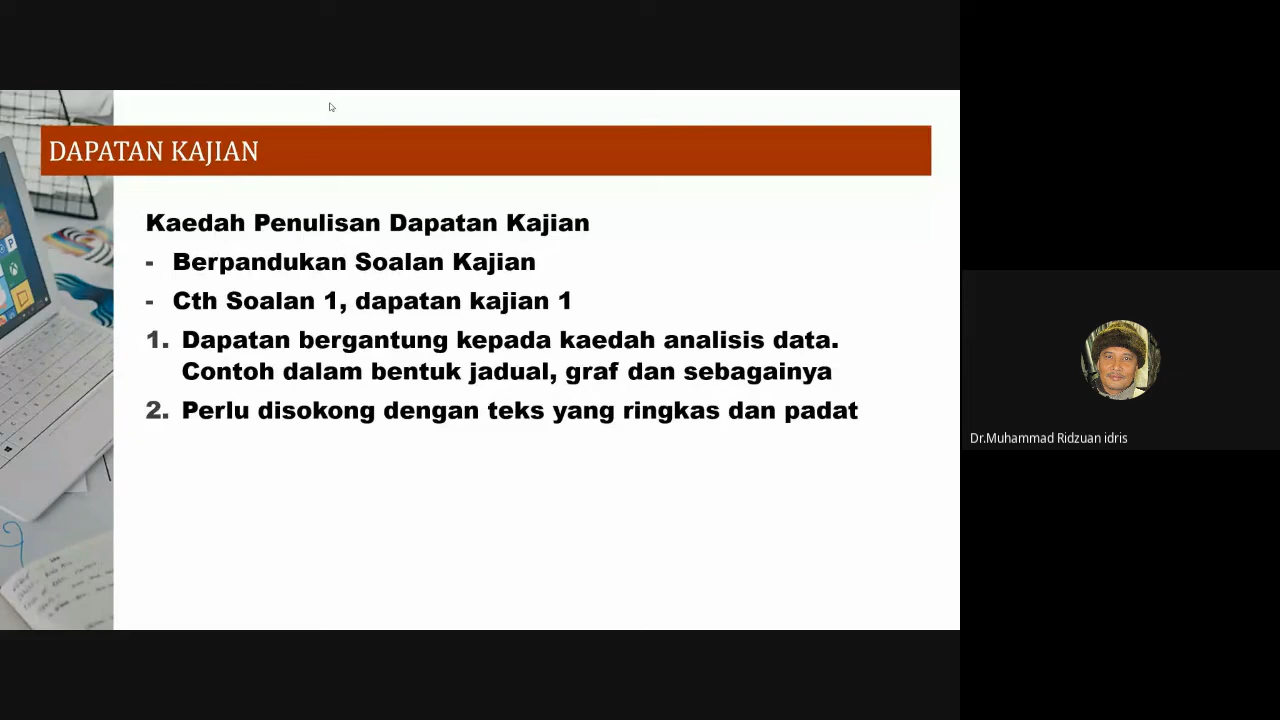 DAPATAN KAJIAN
Kaedah Penulisan Dapatan Kajian
- Berpandukan Soalan Kajian
- Cth Soalan 1, dapatan kajian 1
1. Dapatan bergantung kepada kaedah analisis data.
Contoh dalam bentuk jadual, graf dan sebagainya
2. Perlu disokong dengan teks yang ringkas dan padat
Dr.Muhammad Ridzuan idris